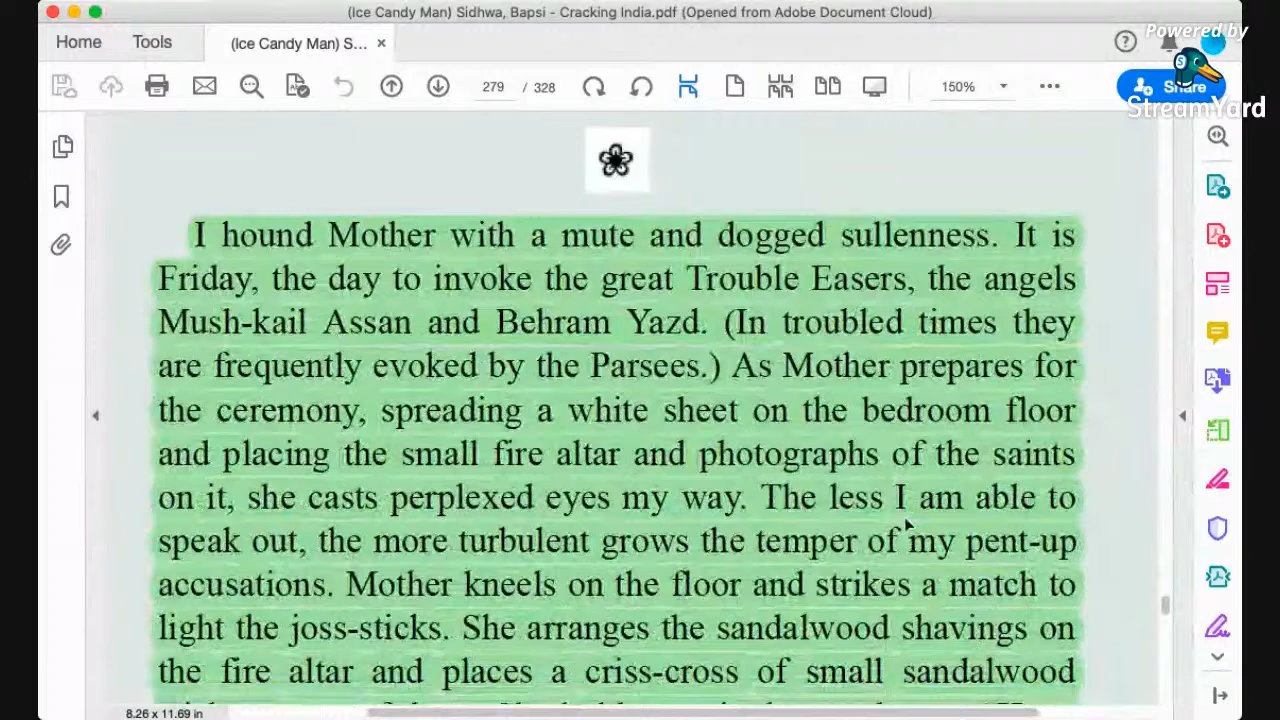 (Ice Candy Man) Sidhwa, Bapsi - Cracking India.pdf (Opened from Adobe Document Cloud)
Powered by
Home Tools (Ice Candy Man) S... ×
279 / 328 150% Share
StreamYard
I hound Mother with a mute and dogged sullenness. It is
Friday, the day to invoke the great Trouble Easers, the angels
Mush-kail Assan and Behram Yazd. (In troubled times they
are frequently evoked by the Parsees.) As Mother prepares for
the ceremony, spreading a white sheet on the bedroom floor
and placing the small fire altar and photographs of the saints
on it, she casts perplexed eyes my way. The less I am able to
speak out, the more turbulent grows the temper of my pent-up
accusations. Mother kneels on the floor and strikes a match to
light the joss-sticks. She arranges the sandalwood shavings on
the fire altar and places a criss-cross of small sandalwood
8.26 x 11.69 in